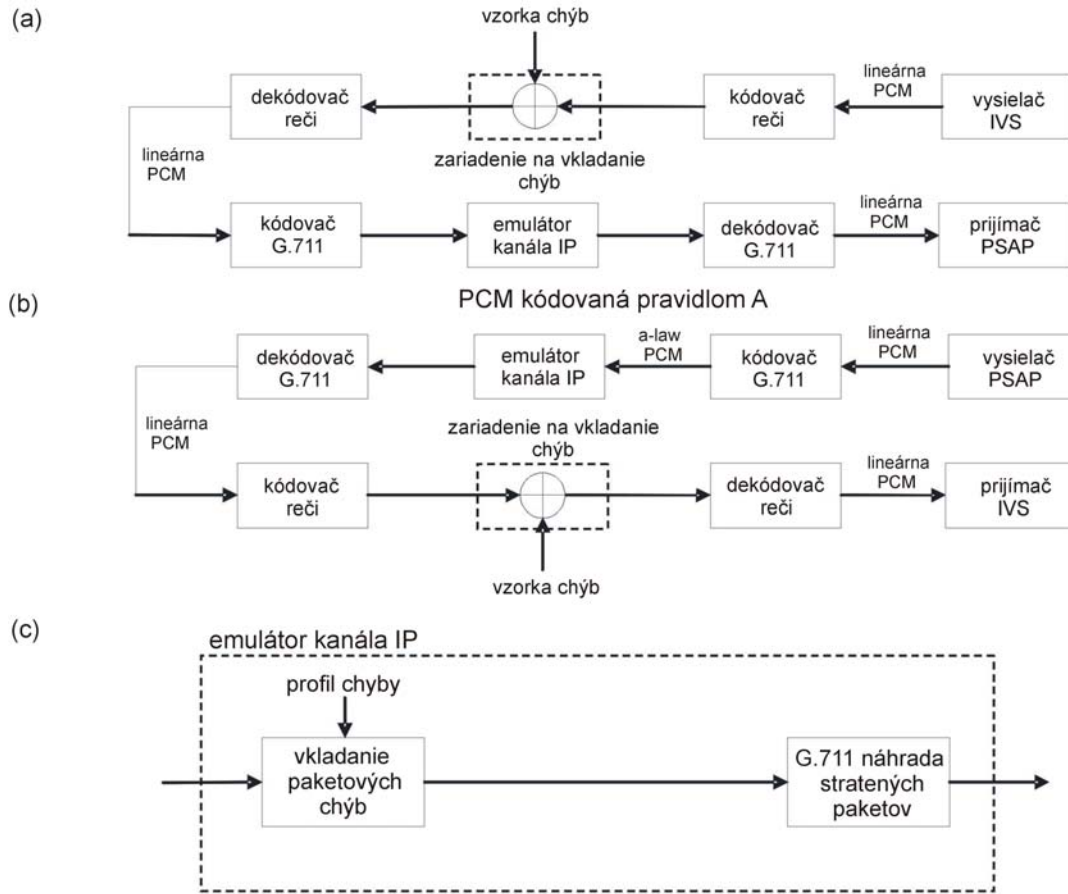 (a)
vzorka chýb
dekódovač
reči
kódovač
reči
lineárna
PCM
vysielač
IVS
zariadenie na vkladanie
chýb
lineárna
PCM
kódovač
G.711
emulátor
kanála IP
dekódovač
G.711
lineárna
PCM
prijímač
PSAP
(b)
PCM kódovaná pravidlom A
dekódovač
G.711
emulátor
kanála IP
a-law
PCM
kódovač
G.711
lineárna
PCM
vysielač
PSAP
lineárna
PCM
zariadenie na vkladanie
chýb
kódovač
reči
dekódovač
reči
lineárna
PCM
prijímač
IVS
vzorka chýb
(c)
emulátor kanála IP
profil chyby
vkladanie
paketových
chýb
G.711 náhrada
stratených
paketov